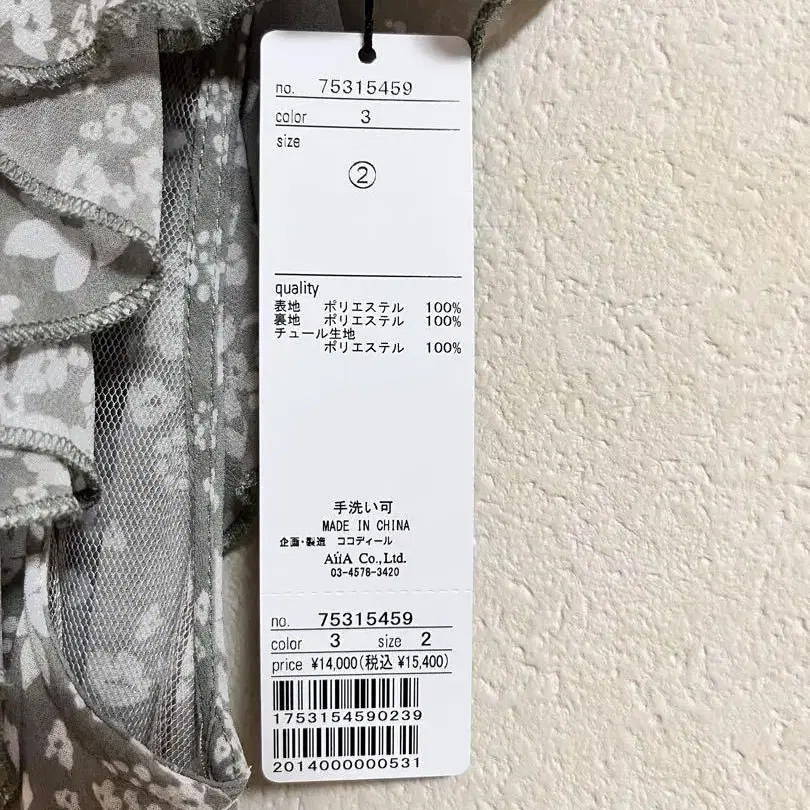 no. 75315459
color 3
size
②
quality
表地 ポリエステル 100%
裏地 ポリエステル 100%
チュール生地
ポリエステル 100%
手洗い可
MADE IN CHINA
企画・製造 ココディール
AïiA Co.,Ltd.
03-4578-3420
no. 75315459
color 3 size 2
price ¥14,000(税込 ¥15,400)
1753154590239
2014000000531